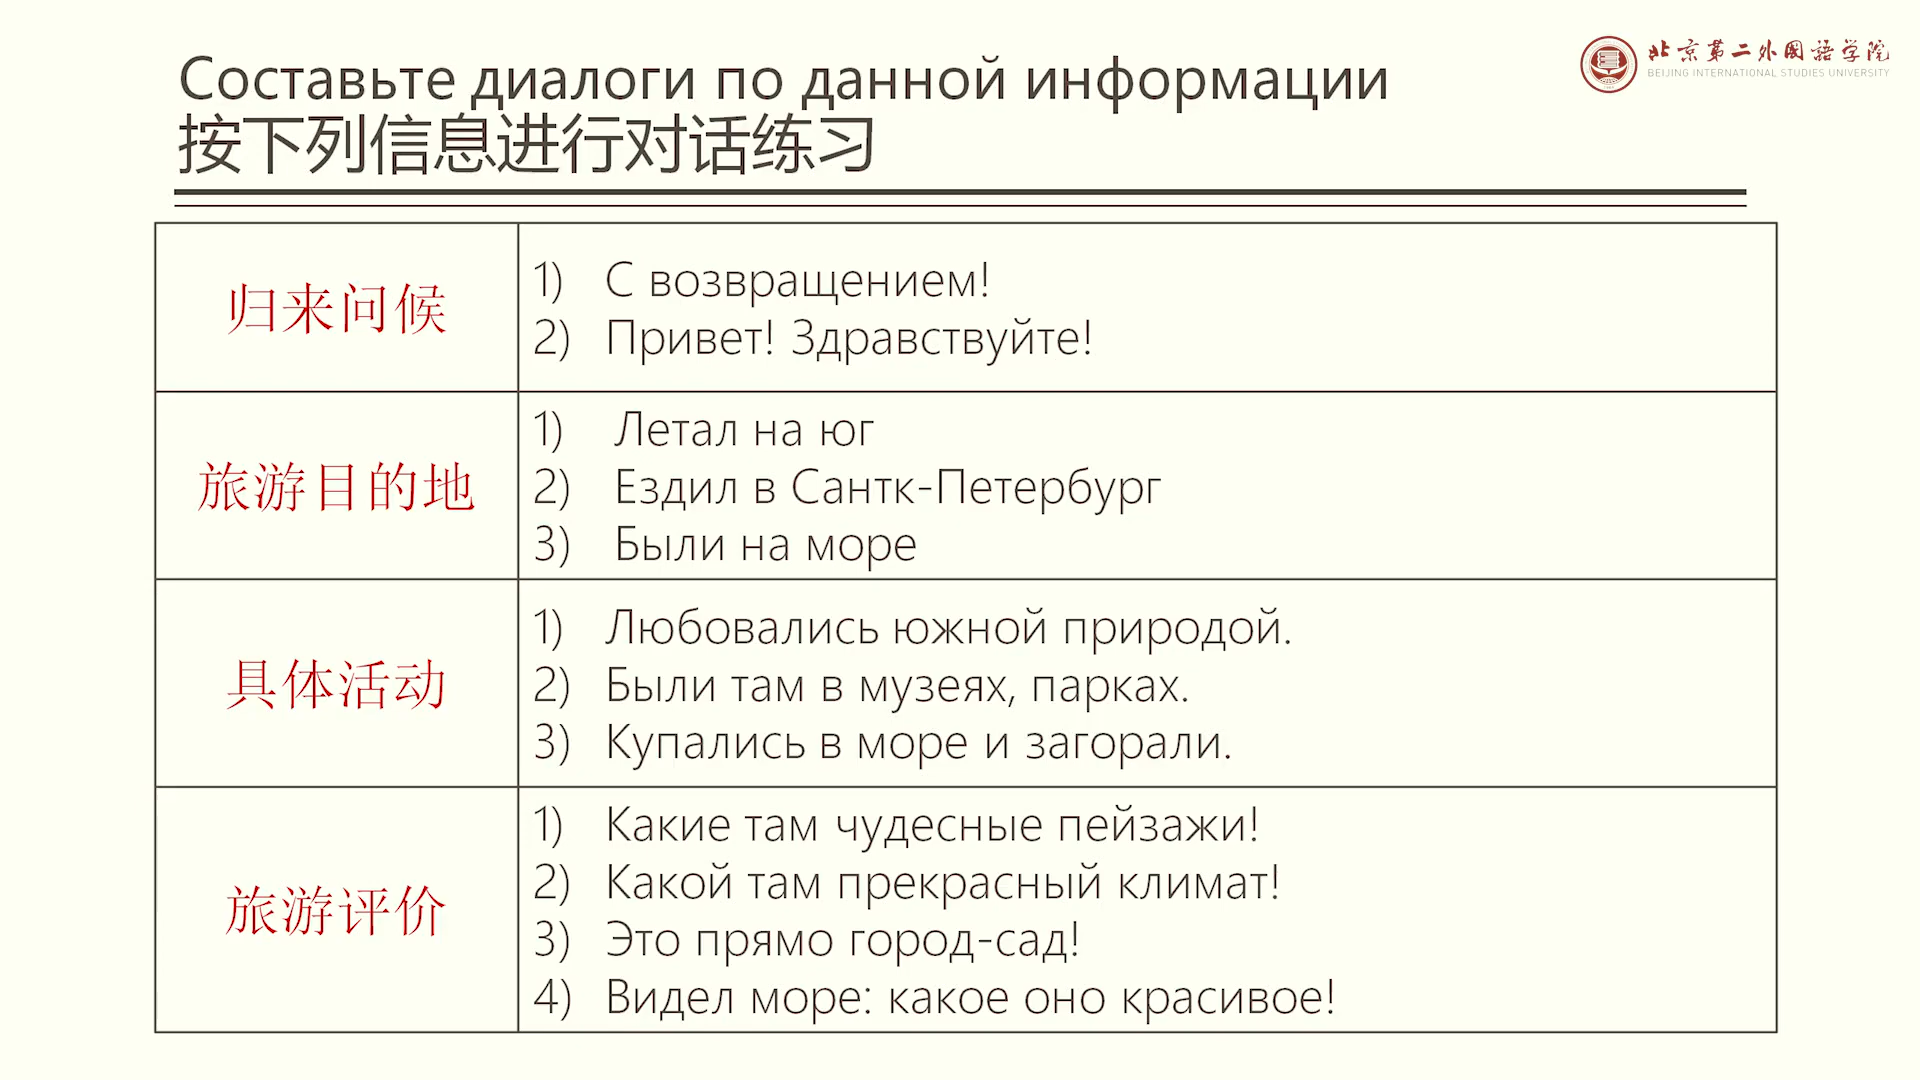 Составьте диалоги по данной информации
按下列信息进行对话练习
北京第二外国语学院
BEIJING INTERNATIONAL STUDIES UNIVERSITY
归来问候
1) С возвращением!
2) Привет! Здравствуйте!
旅游目的地
1) Летал на юг
2) Ездил в Сантк-Петербург
3) Были на море
具体活动
1) Любовались южной природой.
2) Были там в музеях, парках.
3) Купались в море и загорали.
旅游评价
1) Какие там чудесные пейзажи!
2) Какой там прекрасный климат!
3) Это прямо город-сад!
4) Видел море: какое оно красивое!